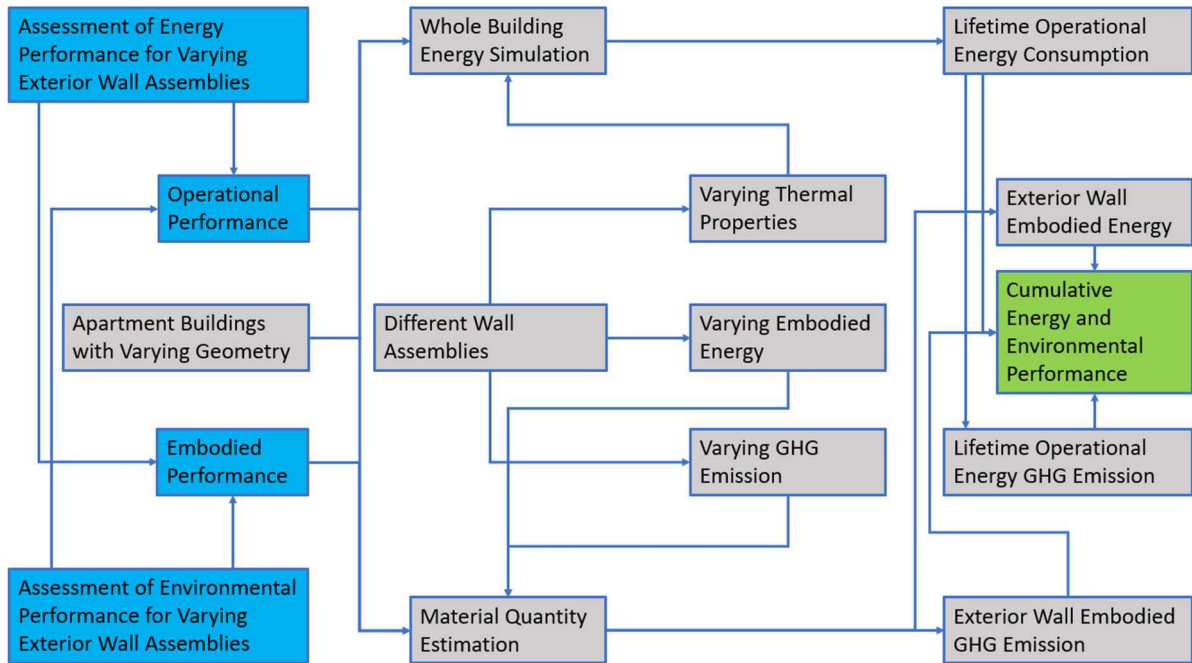 Assessment of Energy
Performance for Varying
Exterior Wall Assemblies
Whole Building
Energy Simulation
Lifetime Operational
Energy Consumption
Operational
Performance
Varying Thermal
Properties
Exterior Wall
Embodied Energy
Apartment Buildings
with Varying Geometry
Different Wall
Assemblies
Varying Embodied
Energy
Cumulative
Energy and
Environmental
Performance
Embodied
Performance
Varying GHG
Emission
Lifetime Operational
Energy GHG Emission
Assessment of Environmental
Performance for Varying
Exterior Wall Assemblies
Material Quantity
Estimation
Exterior Wall Embodied
GHG Emission